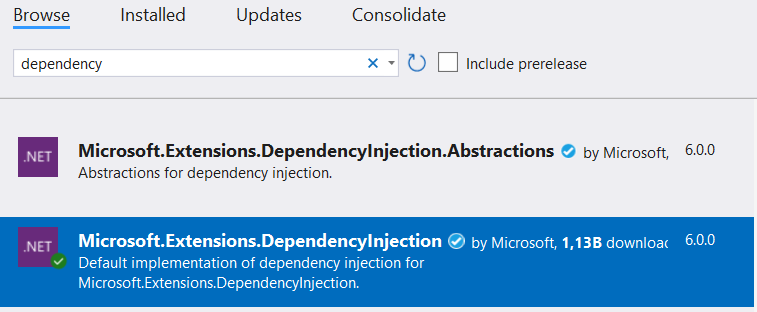 Browse Installed Updates Consolidate
dependency Include prerelease
.NET Microsoft.Extensions.DependencyInjection.Abstractions by Microsoft, 6.0.0
Abstractions for dependency injection.
.NET Microsoft.Extensions.DependencyInjection by Microsoft, 1,13B downloa 6.0.0
Default implementation of dependency injection for
Microsoft.Extensions.DependencyInjection.